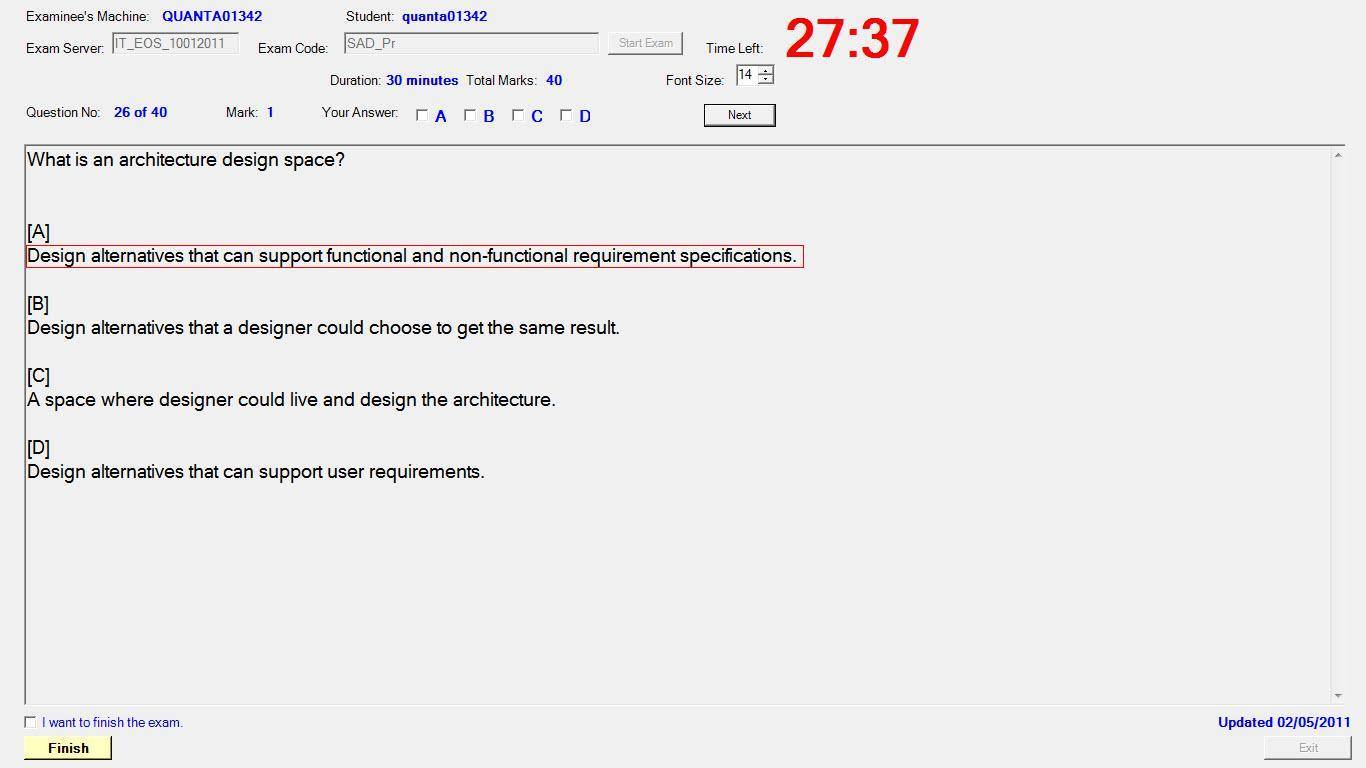 Examinee's Machine: QUANTA01342 Student: quanta01342
27:37
Exam Server: IT_EOS_10012011 Exam Code: SAD_Pr Start Exam Time Left:
Duration: 30 minutes Total Marks: 40 Font Size: 14
Question No: 26 of 40 Mark: 1 Your Answer: A B C D Next
What is an architecture design space?
[A]
Design alternatives that can support functional and non-functional requirement specifications.
[B]
Design alternatives that a designer could choose to get the same result.
[C]
A space where designer could live and design the architecture.
[D]
Design alternatives that can support user requirements.
I want to finish the exam. Updated 02/05/2011
Finish Exit